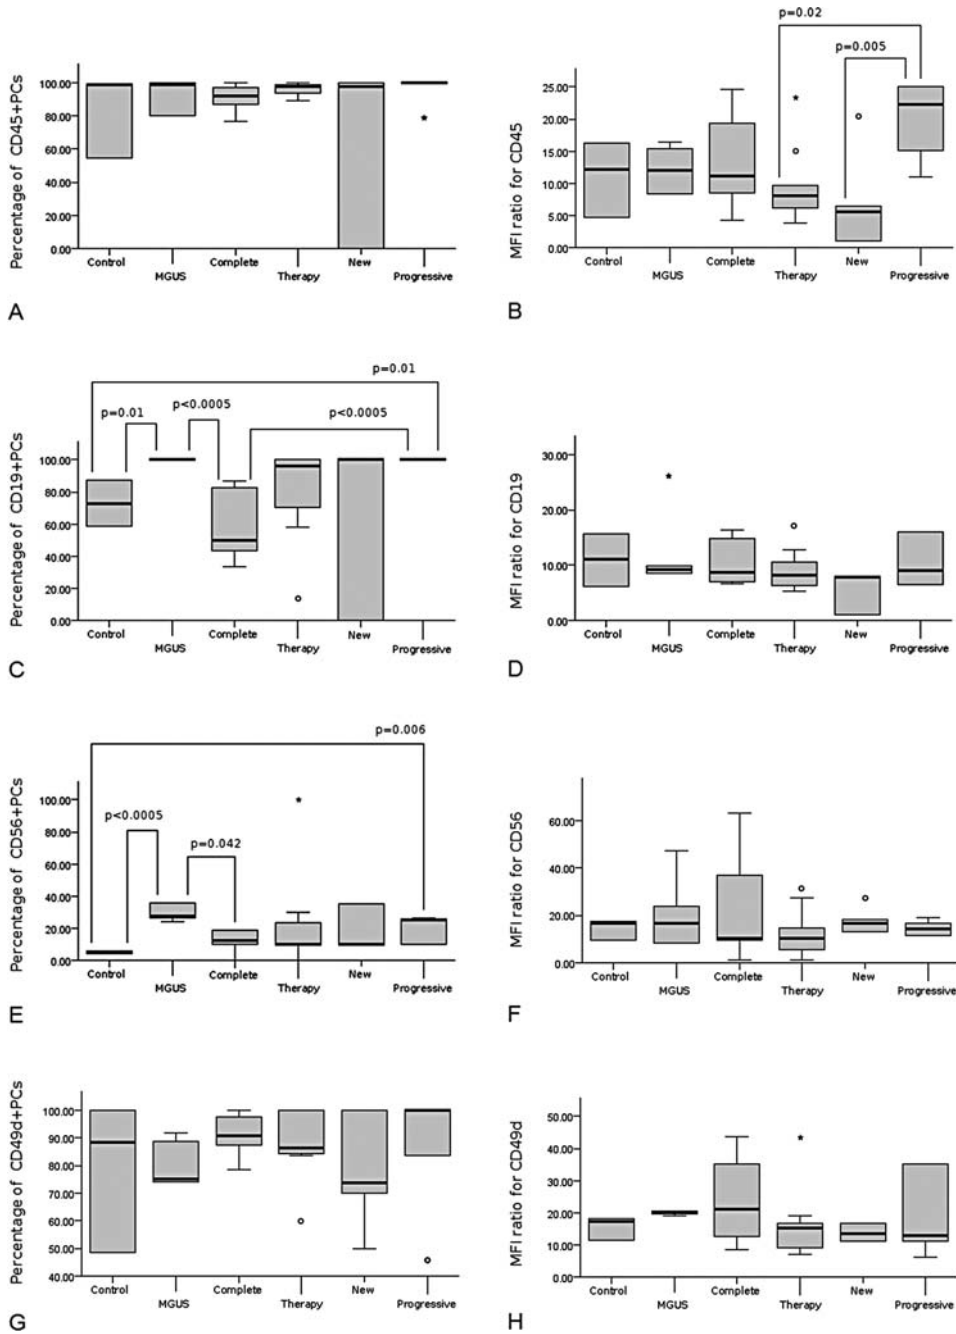 p=0.02
p=0.005
Percentage of CD45+PCs
100.00
80.00
60.00
40.00
20.00
0.00
Control
MGUS
Complete
Therapy
New
Progressive
A
MFI ratio for CD45
25.00
20.00
15.00
10.00
5.00
0.00
Control
MGUS
Complete
Therapy
New
Progressive
B
p=0.01
p=0.01
p<0.0005
p<0.0005
Percentage of CD19+PCs
100.00
80.00
60.00
40.00
20.00
0.00
Control
MGUS
Complete
Therapy
New
Progressive
C
MFI ratio for CD19
30.00
20.00
10.00
0.00
Control
MGUS
Complete
Therapy
New
Progressive
D
p=0.006
p<0.0005
p=0.042
Percentage of CD56+PCs
100.00
80.00
60.00
40.00
20.00
0.00
Control
MGUS
Complete
Therapy
New
Progressive
E
MFI ratio for CD56
60.00
40.00
20.00
0.00
Control
MGUS
Complete
Therapy
New
Progressive
F
Percentage of CD49d+PCs
100.00
90.00
80.00
70.00
60.00
50.00
40.00
Control
MGUS
Complete
Therapy
New
Progressive
G
MFI ratio for CD49d
50.00
40.00
30.00
20.00
10.00
0.00
Control
MGUS
Complete
Therapy
New
Progressive
H